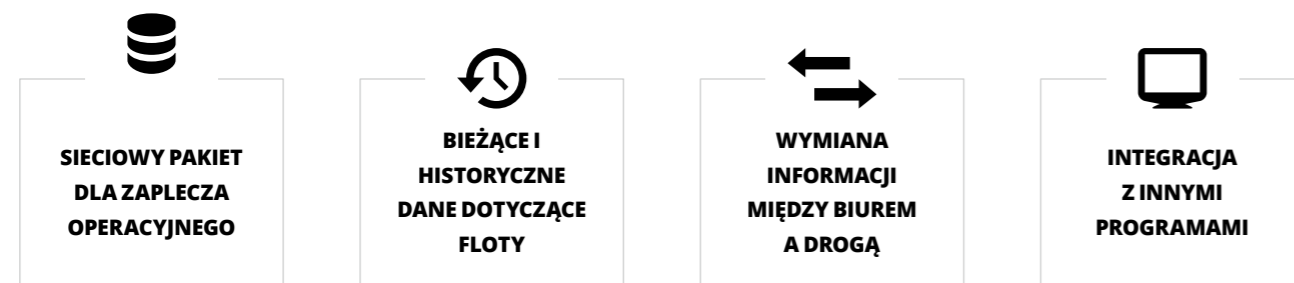 SIECIOWY PAKIET
DLA ZAPLECZA
OPERACYJNEGO
BIEŻĄCE I
HISTORYCZNE
DANE DOTYCZĄCE
FLOTY
WYMIANA
INFORMACJI
MIĘDZY BIUREM
A DROGĄ
INTEGRACJA
Z INNYMI
PROGRAMAMI